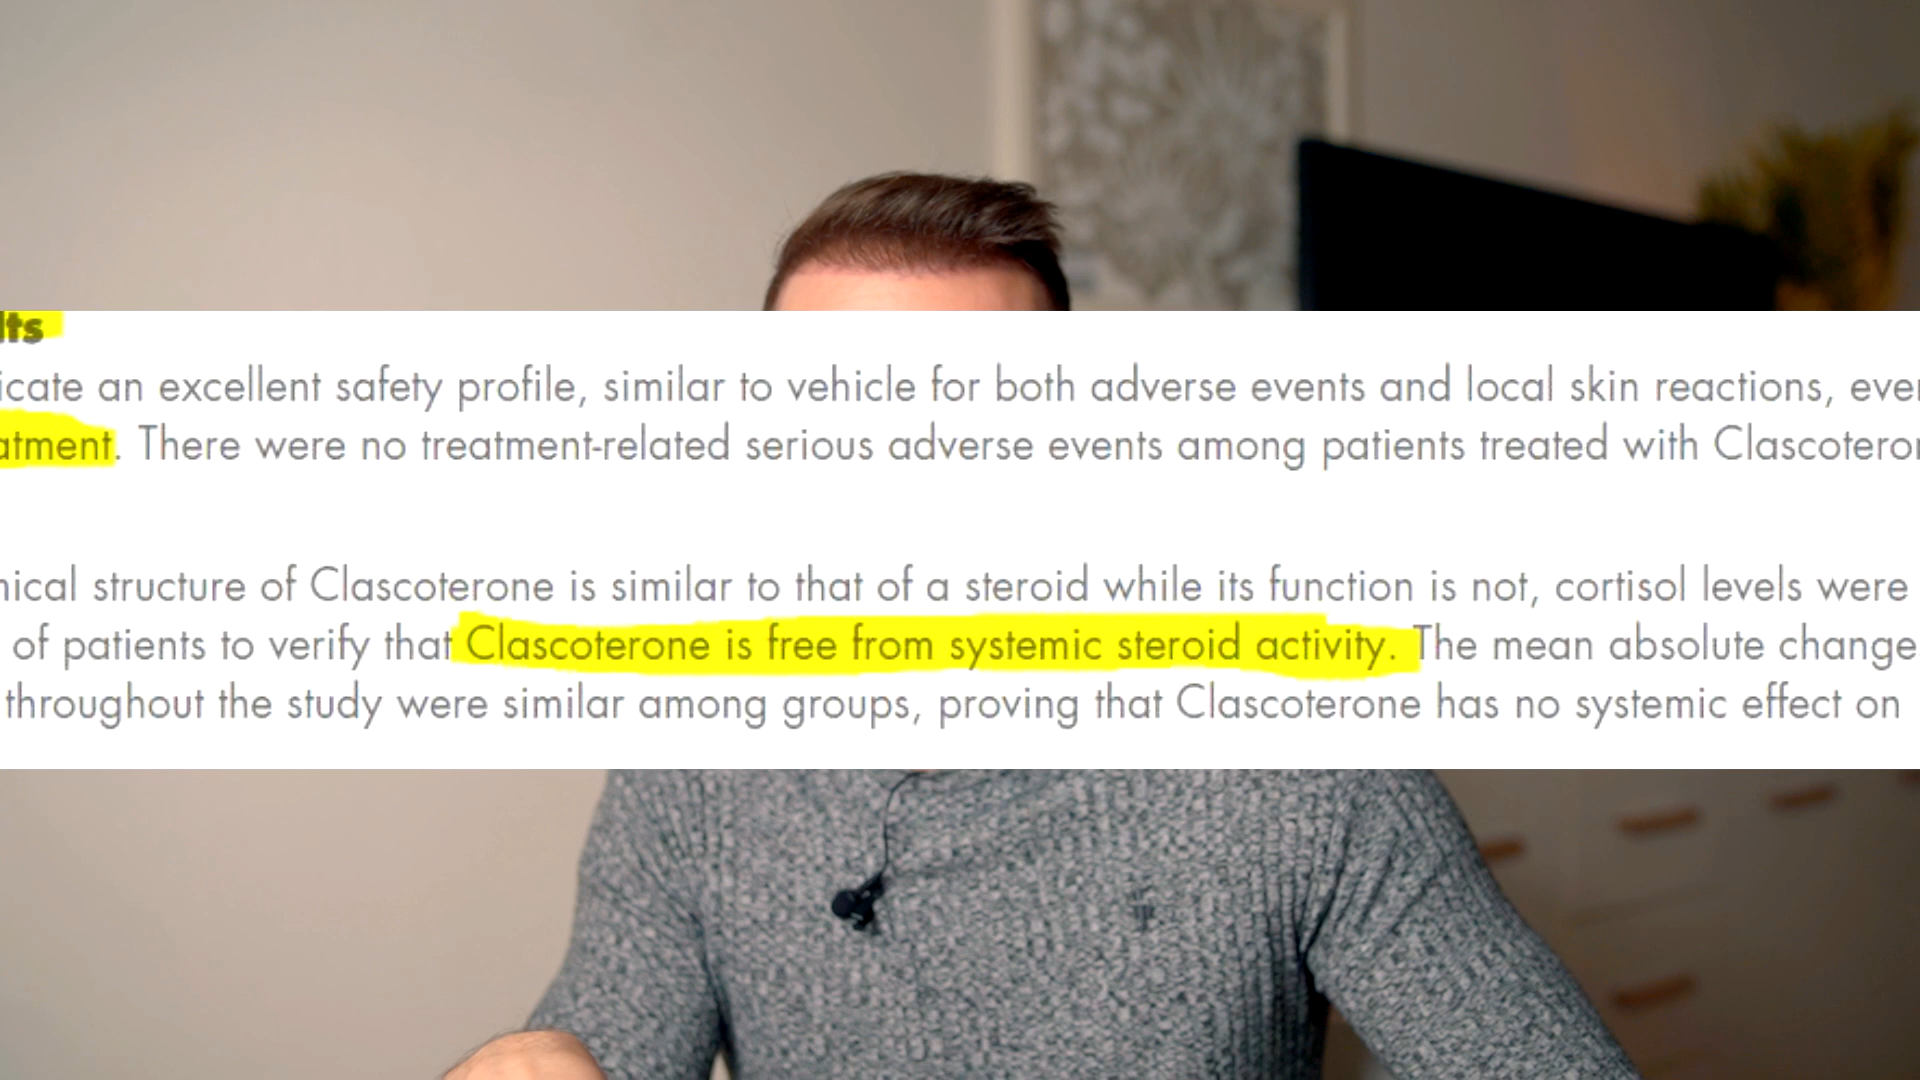 lts
icate an excellent safety profile, similar to vehicle for both adverse events and local skin reactions, ever
atment. There were no treatment-related serious adverse events among patients treated with Clascoteron
nical structure of Clascoterone is similar to that of a steroid while its function is not, cortisol levels were
of patients to verify that Clascoterone is free from systemic steroid activity. The mean absolute change
throughout the study were similar among groups, proving that Clascoterone has no systemic effect on